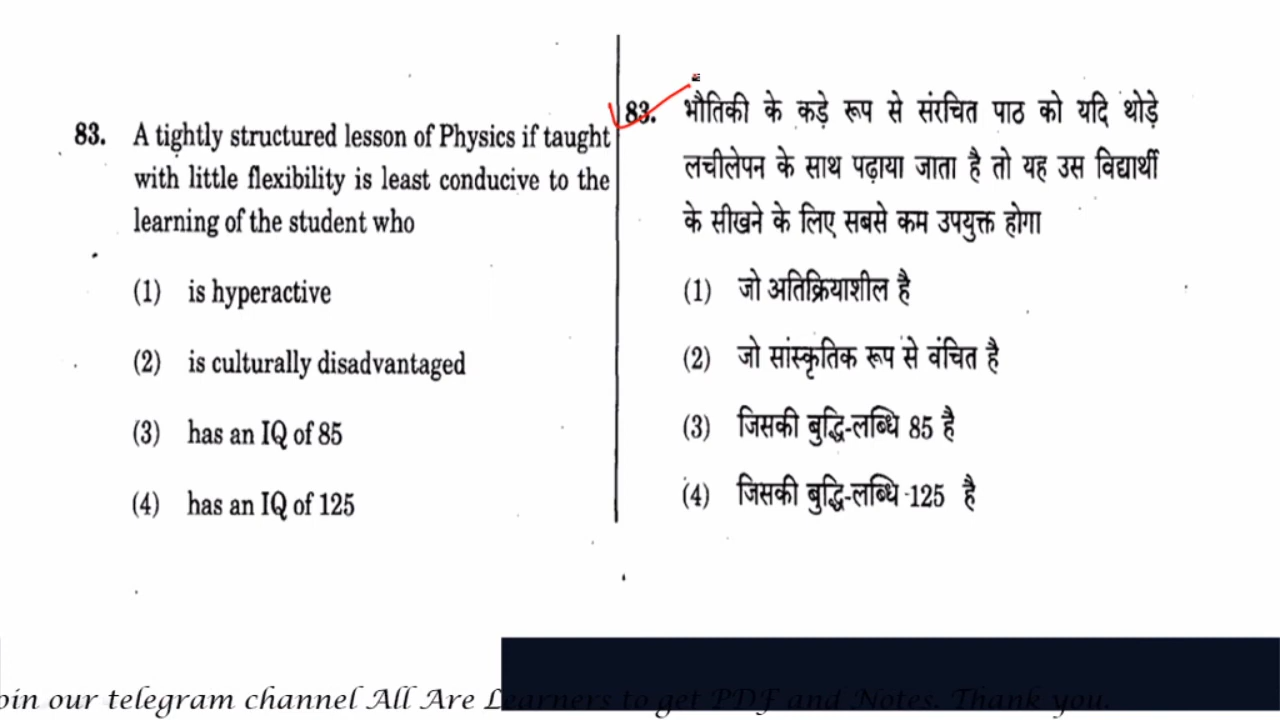 83. A tightly structured lesson of Physics if taught
with little flexibility is least conducive to the
learning of the student who
(1) is hyperactive
(2) is culturally disadvantaged
(3) has an IQ of 85
(4) has an IQ of 125
83. भौतिकी के कड़े रूप से संरचित पाठ को यदि थोड़े
लचीलेपन के साथ पढ़ाया जाता है तो यह उस विद्यार्थी
के सीखने के लिए सबसे कम उपयुक्त होगा
(1) जो अतिक्रियाशील है
(2) जो सांस्कृतिक रूप से वंचित है
(3) जिसकी बुद्धि-लब्धि 85 है
(4) जिसकी बुद्धि-लब्धि 125 है
oin our telegram channel All Are Learners to get PDF and Notes. Thank you.